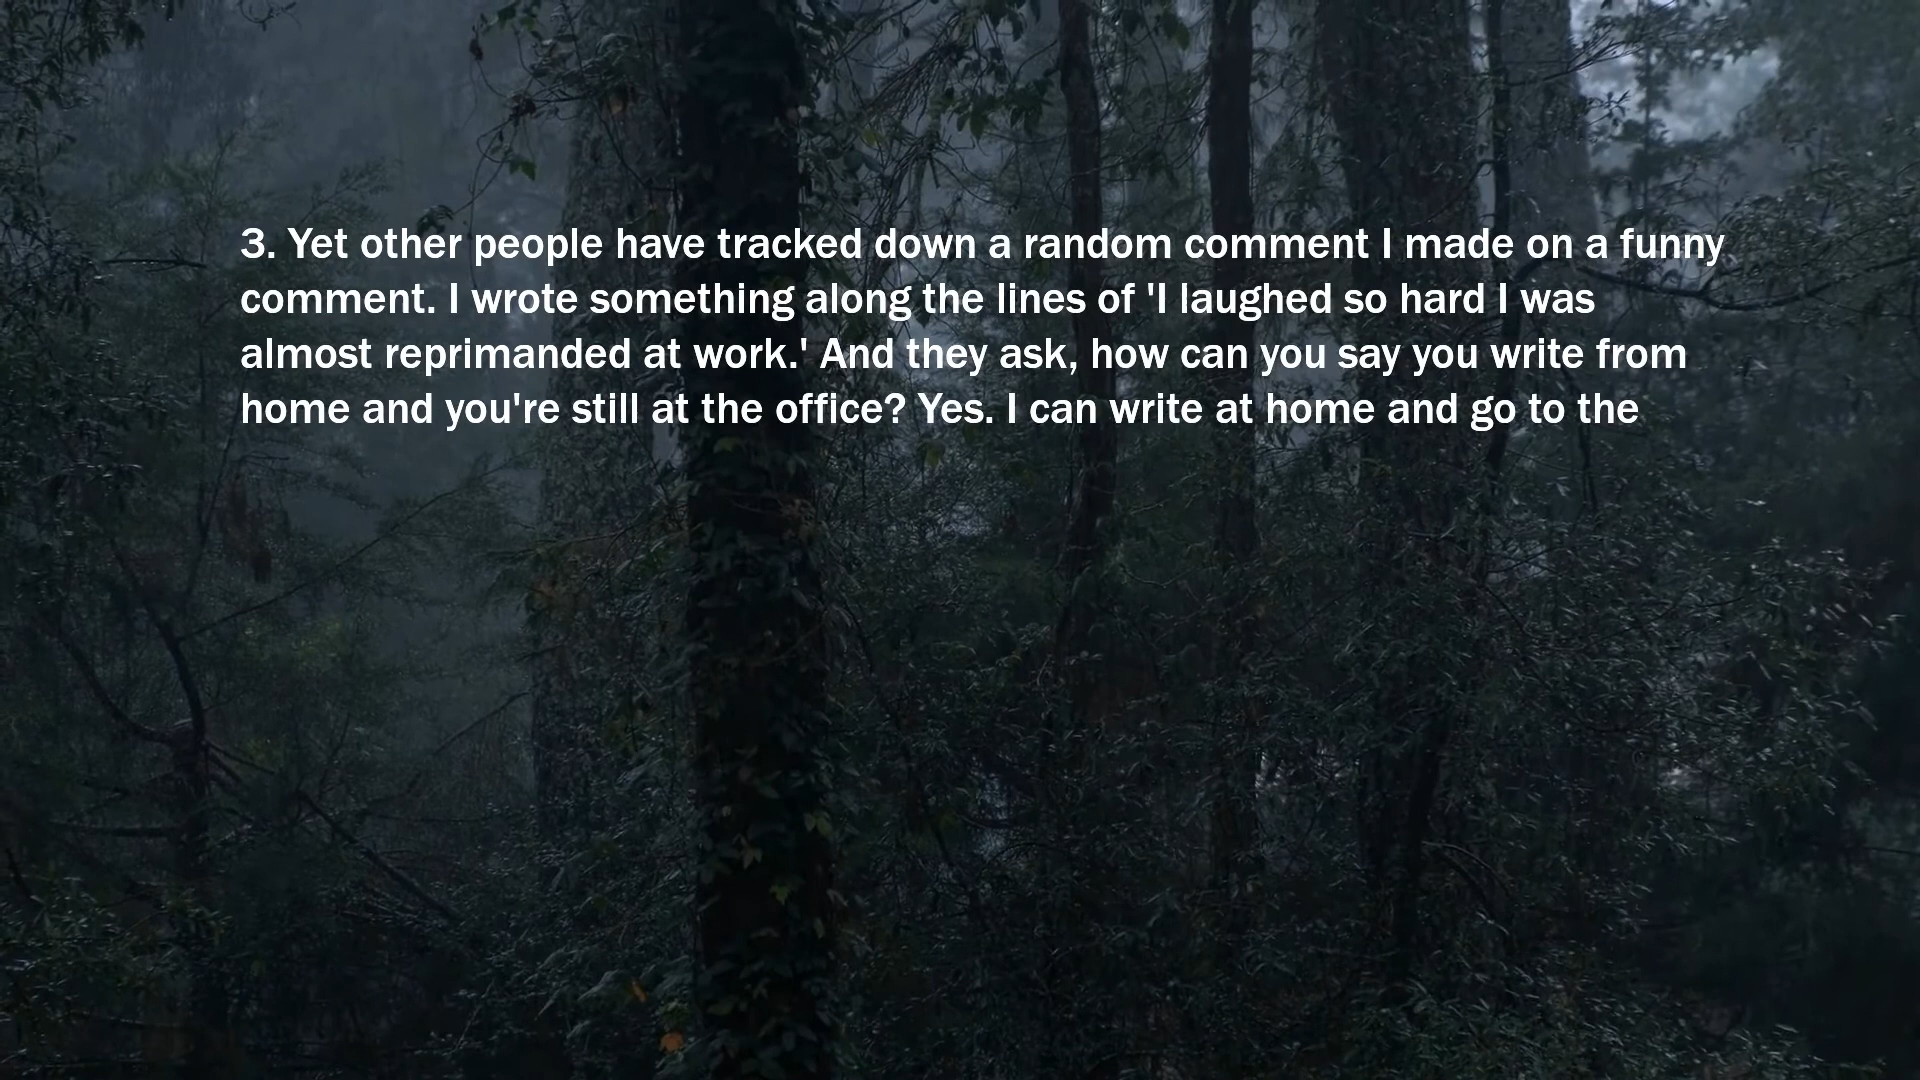 3. Yet other people have tracked down a random comment I made on a funny
comment. I wrote something along the lines of 'I laughed so hard I was
almost reprimanded at work.' And they ask, how can you say you write from
home and you're still at the office? Yes. I can write at home and go to the